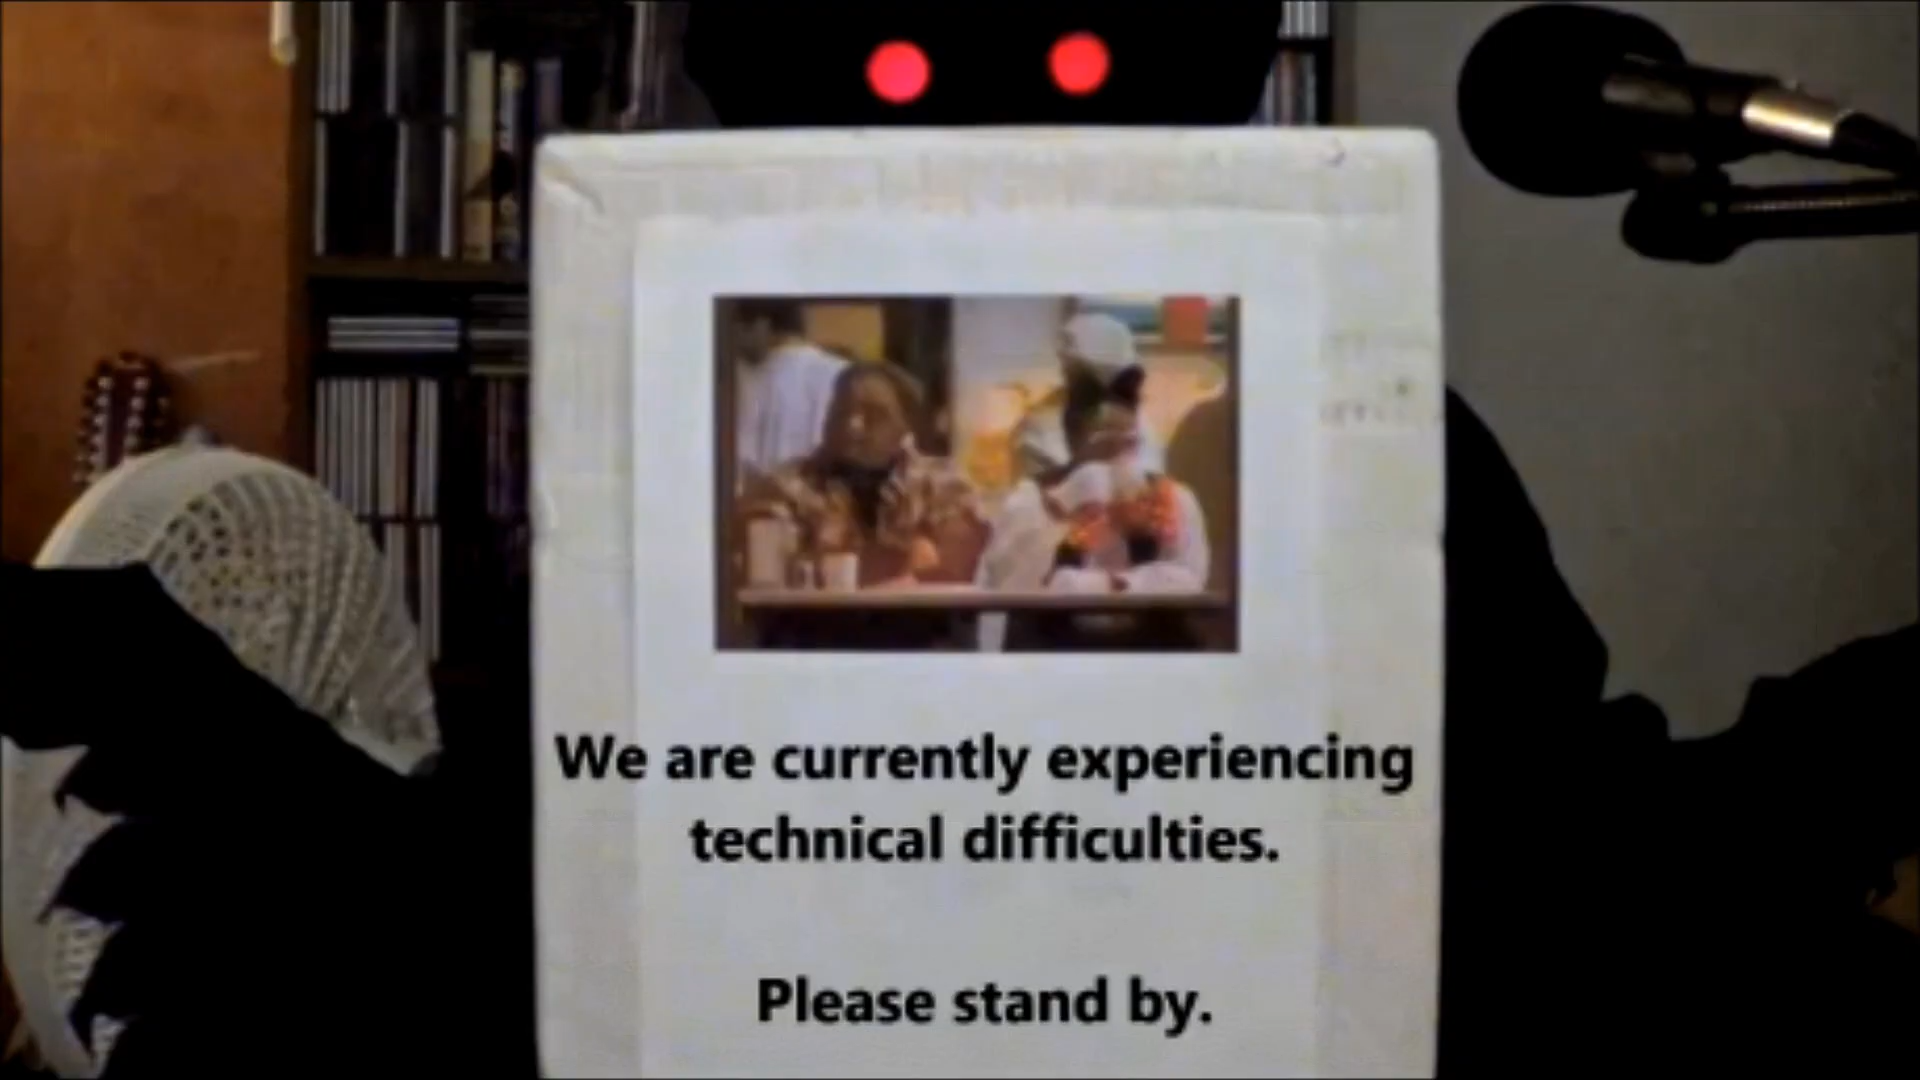 We are currently experiencing
technical difficulties.
Please stand by.